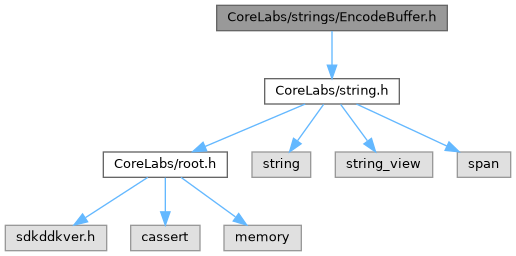 CoreLabs/strings/EncodeBuffer.h
CoreLabs/string.h
CoreLabs/root.h
string
string_view
span
sdkddkver.h
cassert
memory